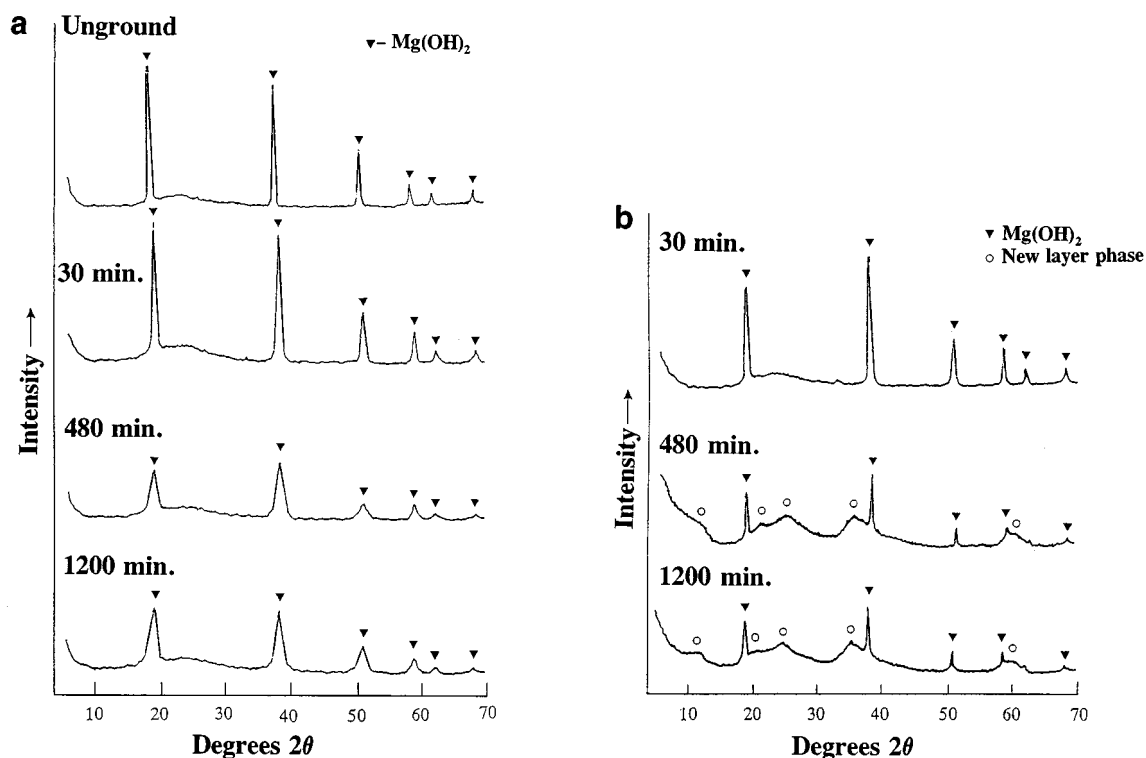 a
Unground
▼– Mg(OH)₂
30 min.
480 min.
1200 min.
Intensity →
10 20 30 40 50 60 70
Degrees 2θ
b
30 min.
▼ Mg(OH)₂
○ New layer phase
480 min.
1200 min.
Intensity →
10 20 30 40 50 60 70
Degrees 2θ